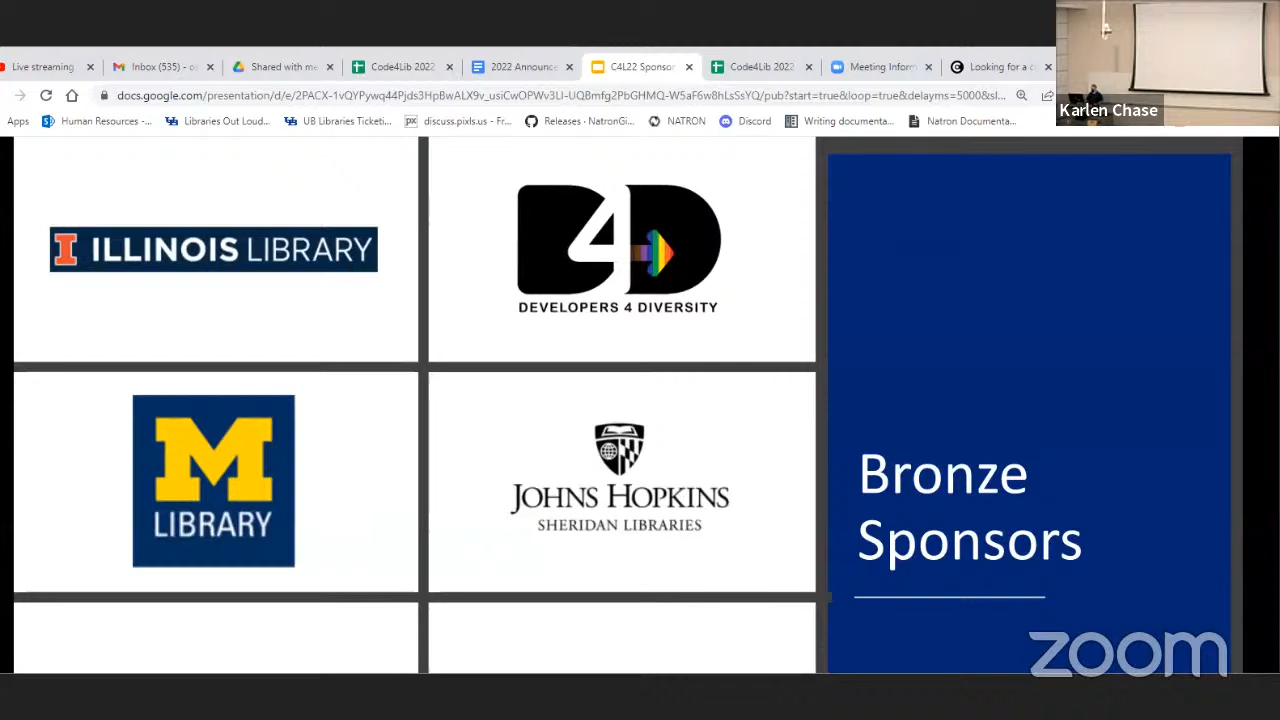 Live streaming
Inbox (535) - o
Shared with me
Code4Lib 2022
2022 Announce
C4L22 Sponsor
Code4Lib 2022
Meeting Inform
Looking for a c
Apps
Human Resources -...
Libraries Out Loud...
UB Libraries Ticketi...
discuss.pixls.us - Fr...
Releases · NatronGi...
NATRON
Discord
Writing documenta...
Natron Documenta...
Karlen Chase
I ILLINOIS LIBRARY
D4D
DEVELOPERS 4 DIVERSITY
M
LIBRARY
JOHNS HOPKINS
SHERIDAN LIBRARIES
Bronze
Sponsors
zoom